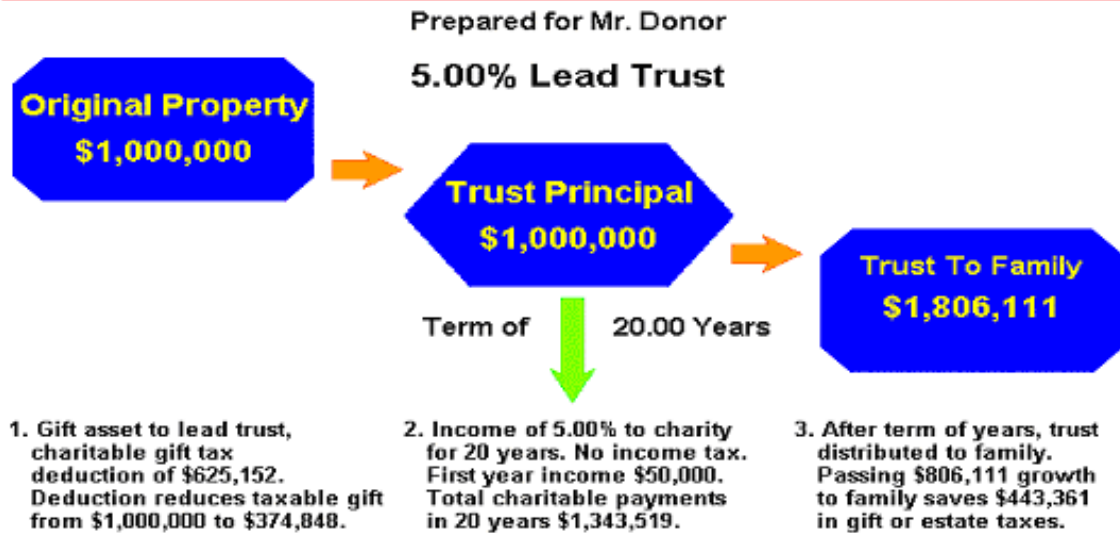 Prepared for Mr. Donor
5.00% Lead Trust
Original Property
$1,000,000
Trust Principal
$1,000,000
Trust To Family
$1,806,111
Term of 20.00 Years
1. Gift asset to lead trust,
charitable gift tax
deduction of $625,152.
Deduction reduces taxable gift
from $1,000,000 to $374,848.
2. Income of 5.00% to charity
for 20 years. No income tax.
First year income $50,000.
Total charitable payments
in 20 years $1,343,519.
3. After term of years, trust
distributed to family.
Passing $806,111 growth
to family saves $443,361
in gift or estate taxes.